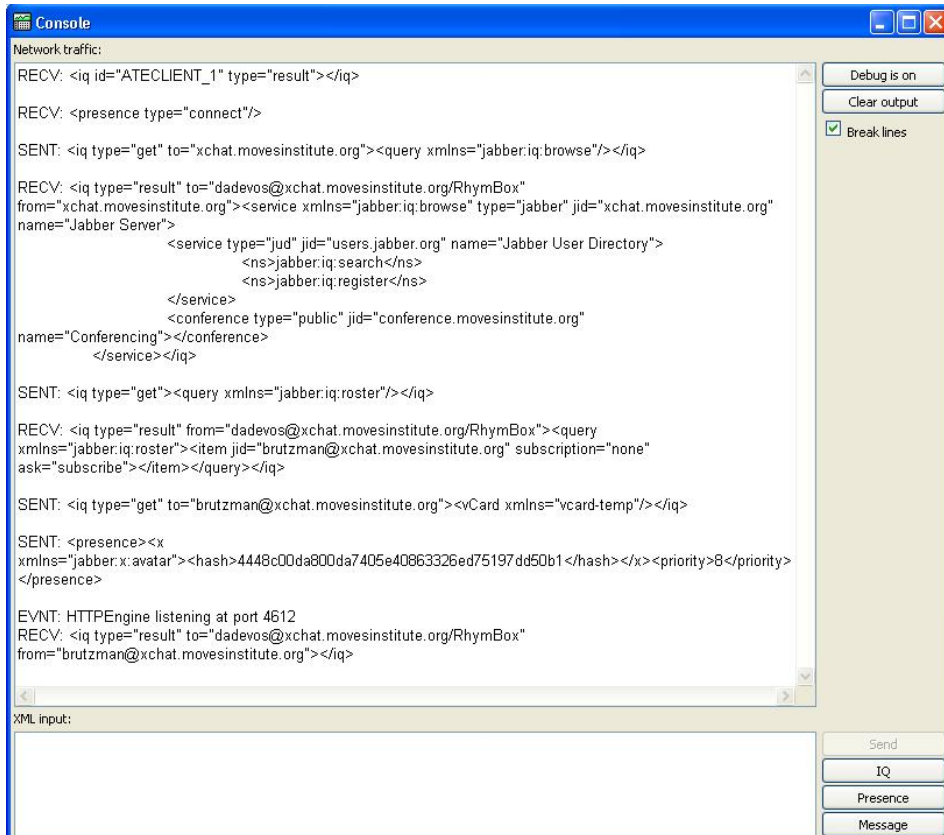 Console
Network traffic:
RECV: <iq id="ATECLIENT_1" type="result"></iq>
RECV: <presence type="connect"/>
SENT: <iq type="get" to="xchat.movesinstitute.org"><query xmlns="jabber:iq:browse"/></iq>
RECV: <iq type="result" to="dadevos@xchat.movesinstitute.org/RhymBox"
from="xchat.movesinstitute.org"><service xmlns="jabber:iq:browse" type="jabber" jid="xchat.movesinstitute.org"
name="Jabber Server">
<service type="jud" jid="users.jabber.org" name="Jabber User Directory">
<ns>jabber:iq:search</ns>
<ns>jabber:iq:register</ns>
</service>
<conference type="public" jid="conference.movesinstitute.org"
name="Conferencing"></conference>
</service></iq>
SENT: <iq type="get"><query xmlns="jabber:iq:roster"/></iq>
RECV: <iq type="result" from="dadevos@xchat.movesinstitute.org/RhymBox"><query
xmlns="jabber:iq:roster"><item jid="brutzman@xchat.movesinstitute.org" subscription="none"
ask="subscribe"></item></query></iq>
SENT: <iq type="get" to="brutzman@xchat.movesinstitute.org"><vCard xmlns="vcard-temp"/></iq>
SENT: <presence><x
xmlns="jabber:x:avatar"><hash>4448c00da800da7405e40863326ed75197dd50b1</hash></x><priority>8</priority>
</presence>
EVNT: HTTPEngine listening at port 4612
RECV: <iq type="result" to="dadevos@xchat.movesinstitute.org/RhymBox"
from="brutzman@xchat.movesinstitute.org"></iq>
Debug is on
Clear output
Break lines
XML input:
Send
IQ
Presence
Message